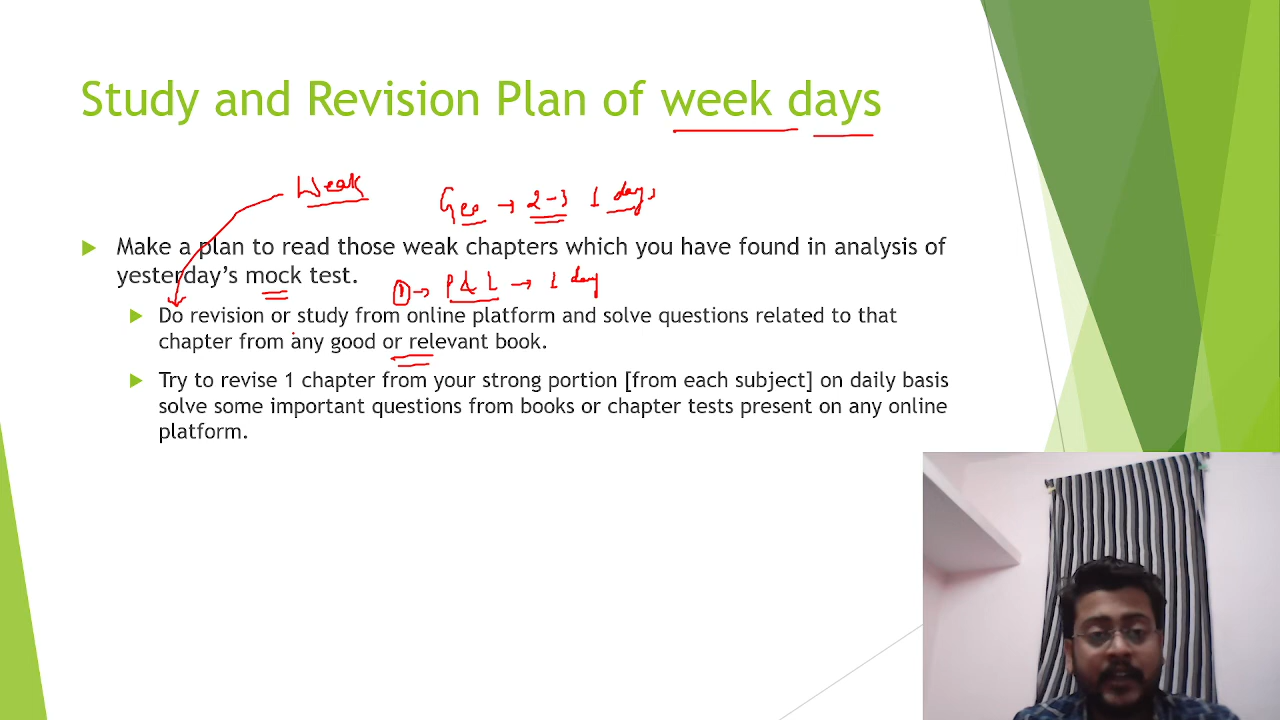 Study and Revision Plan of week days
Weak
Geo → 2-3 1 days
Make a plan to read those weak chapters which you have found in analysis of
yesterday's mock test.
① → P & L → 1 day
Do revision or study from online platform and solve questions related to that
chapter from any good or relevant book.
Try to revise 1 chapter from your strong portion [from each subject] on daily basis
solve some important questions from books or chapter tests present on any online
platform.